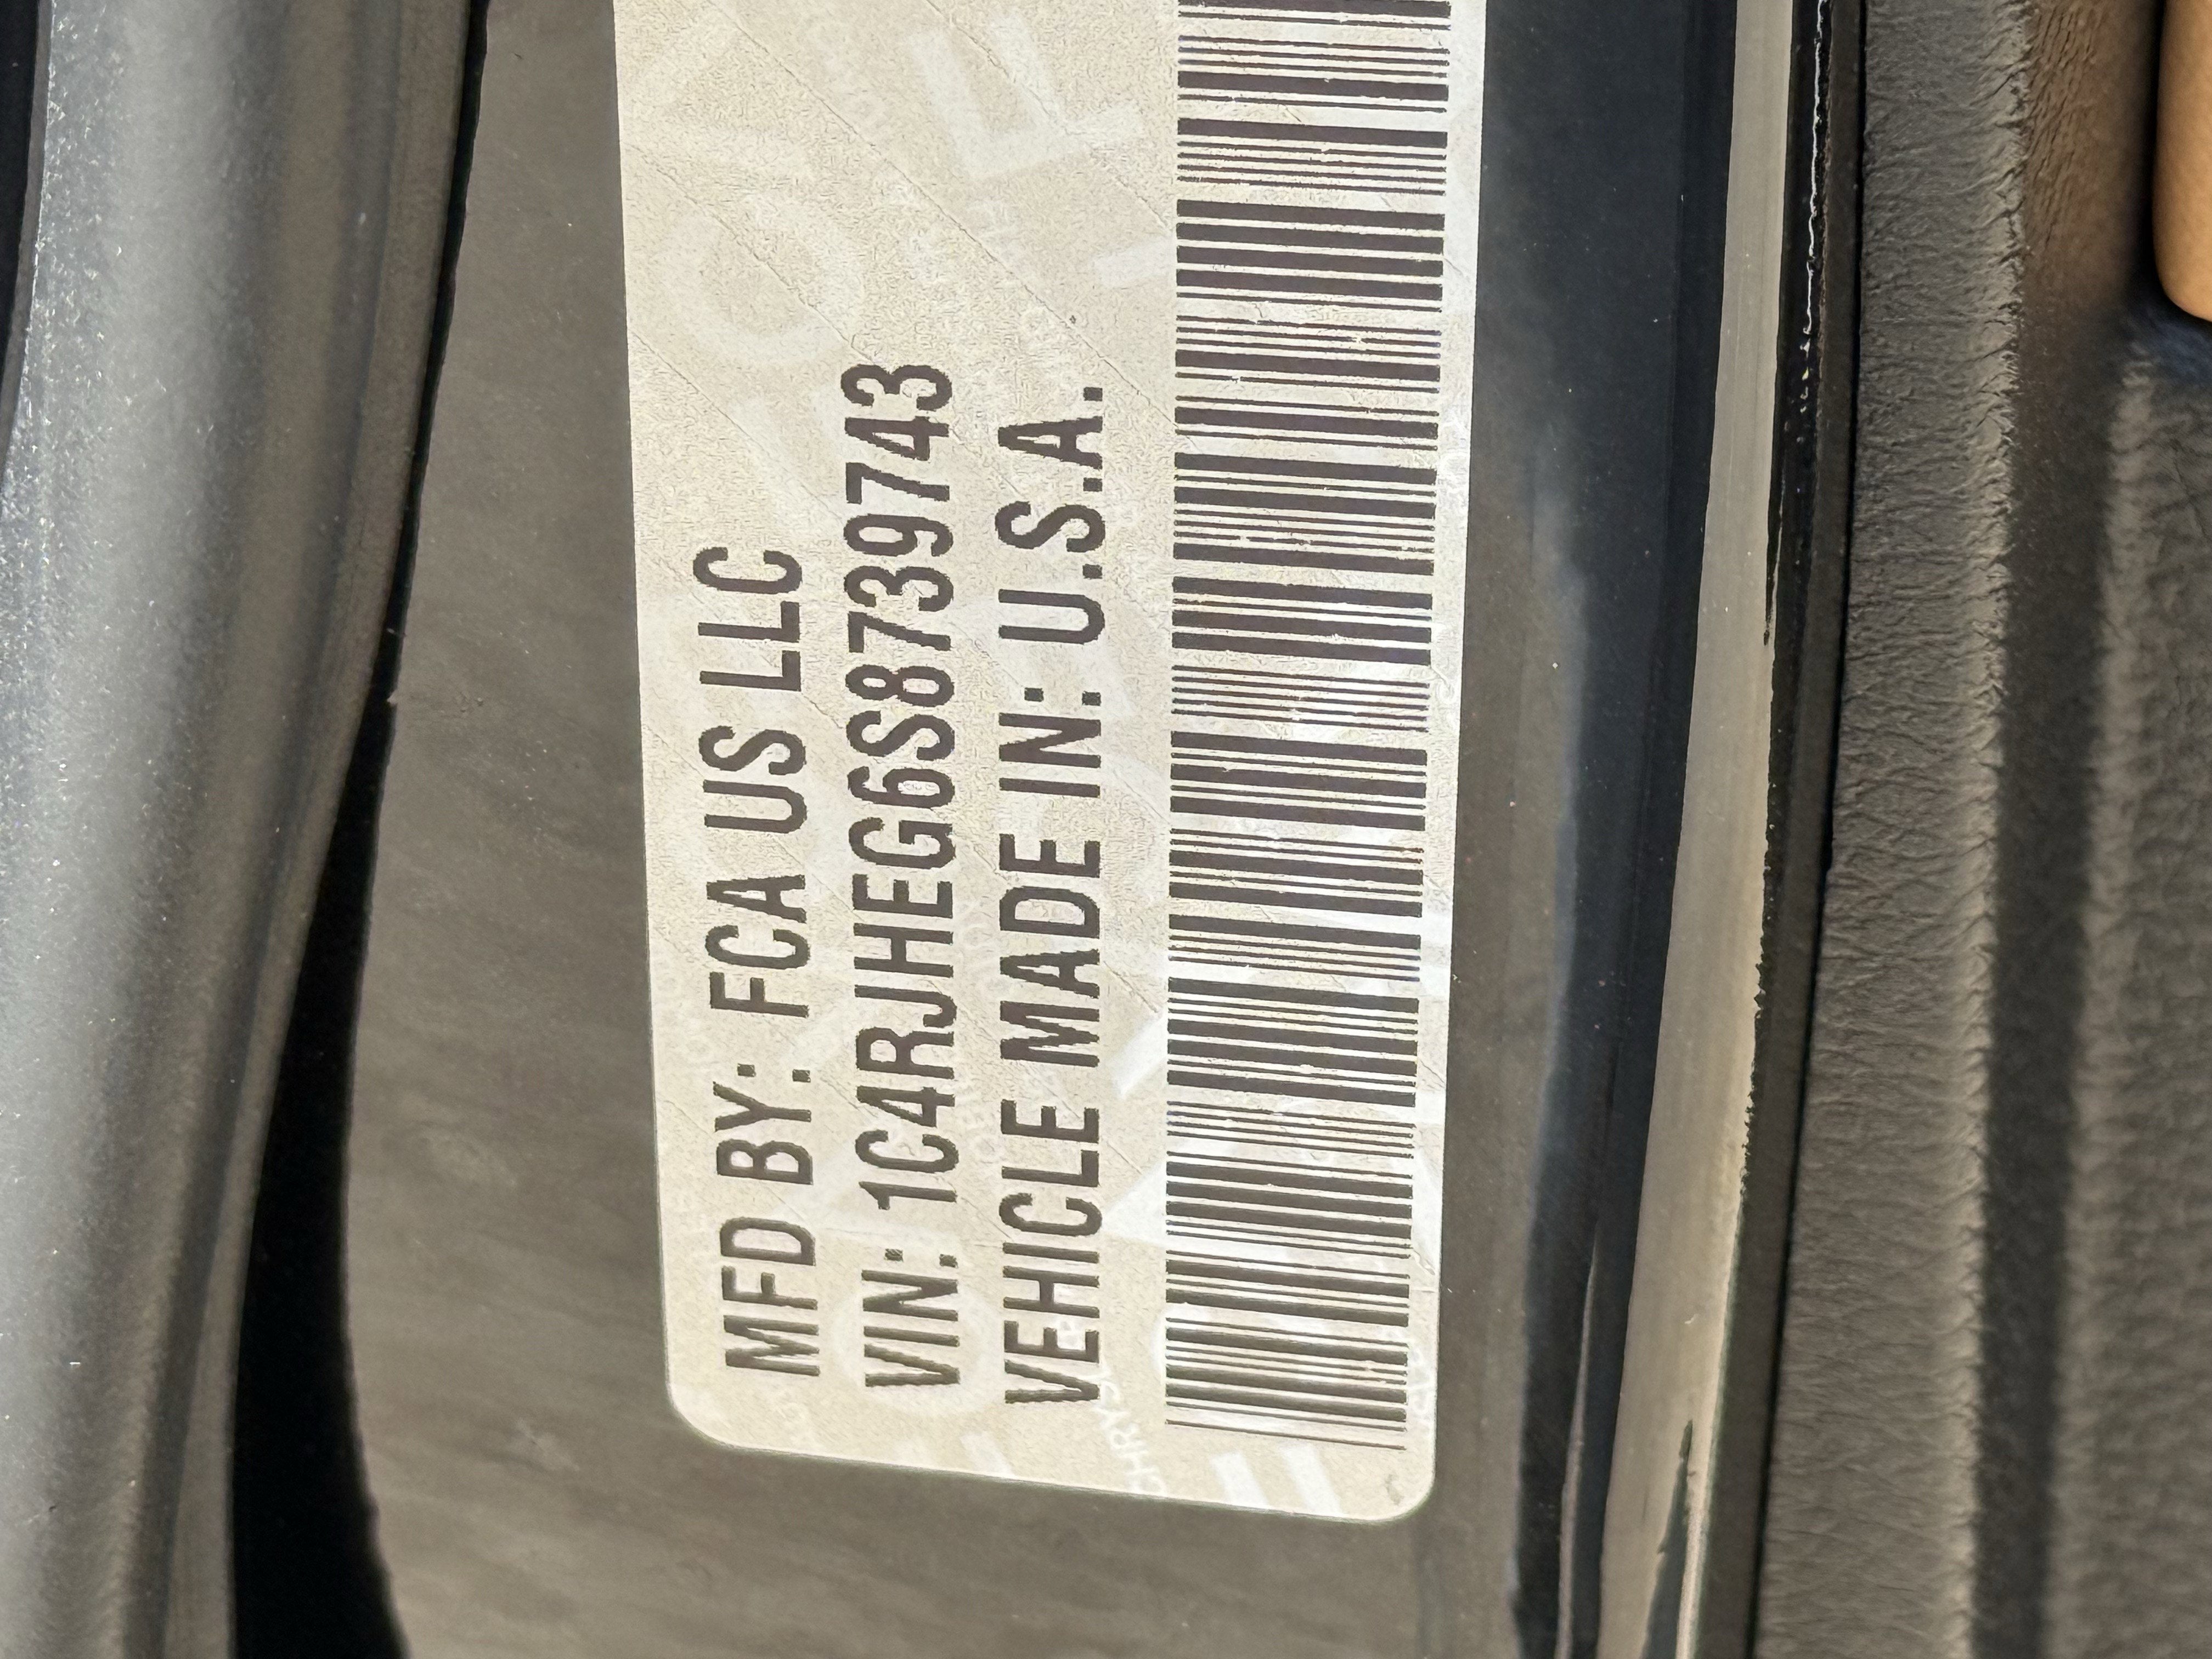 MFD BY: FCA US LLC
VIN: 1C4RJHEG6S8739743
VEHICLE MADE IN: U.S.A.